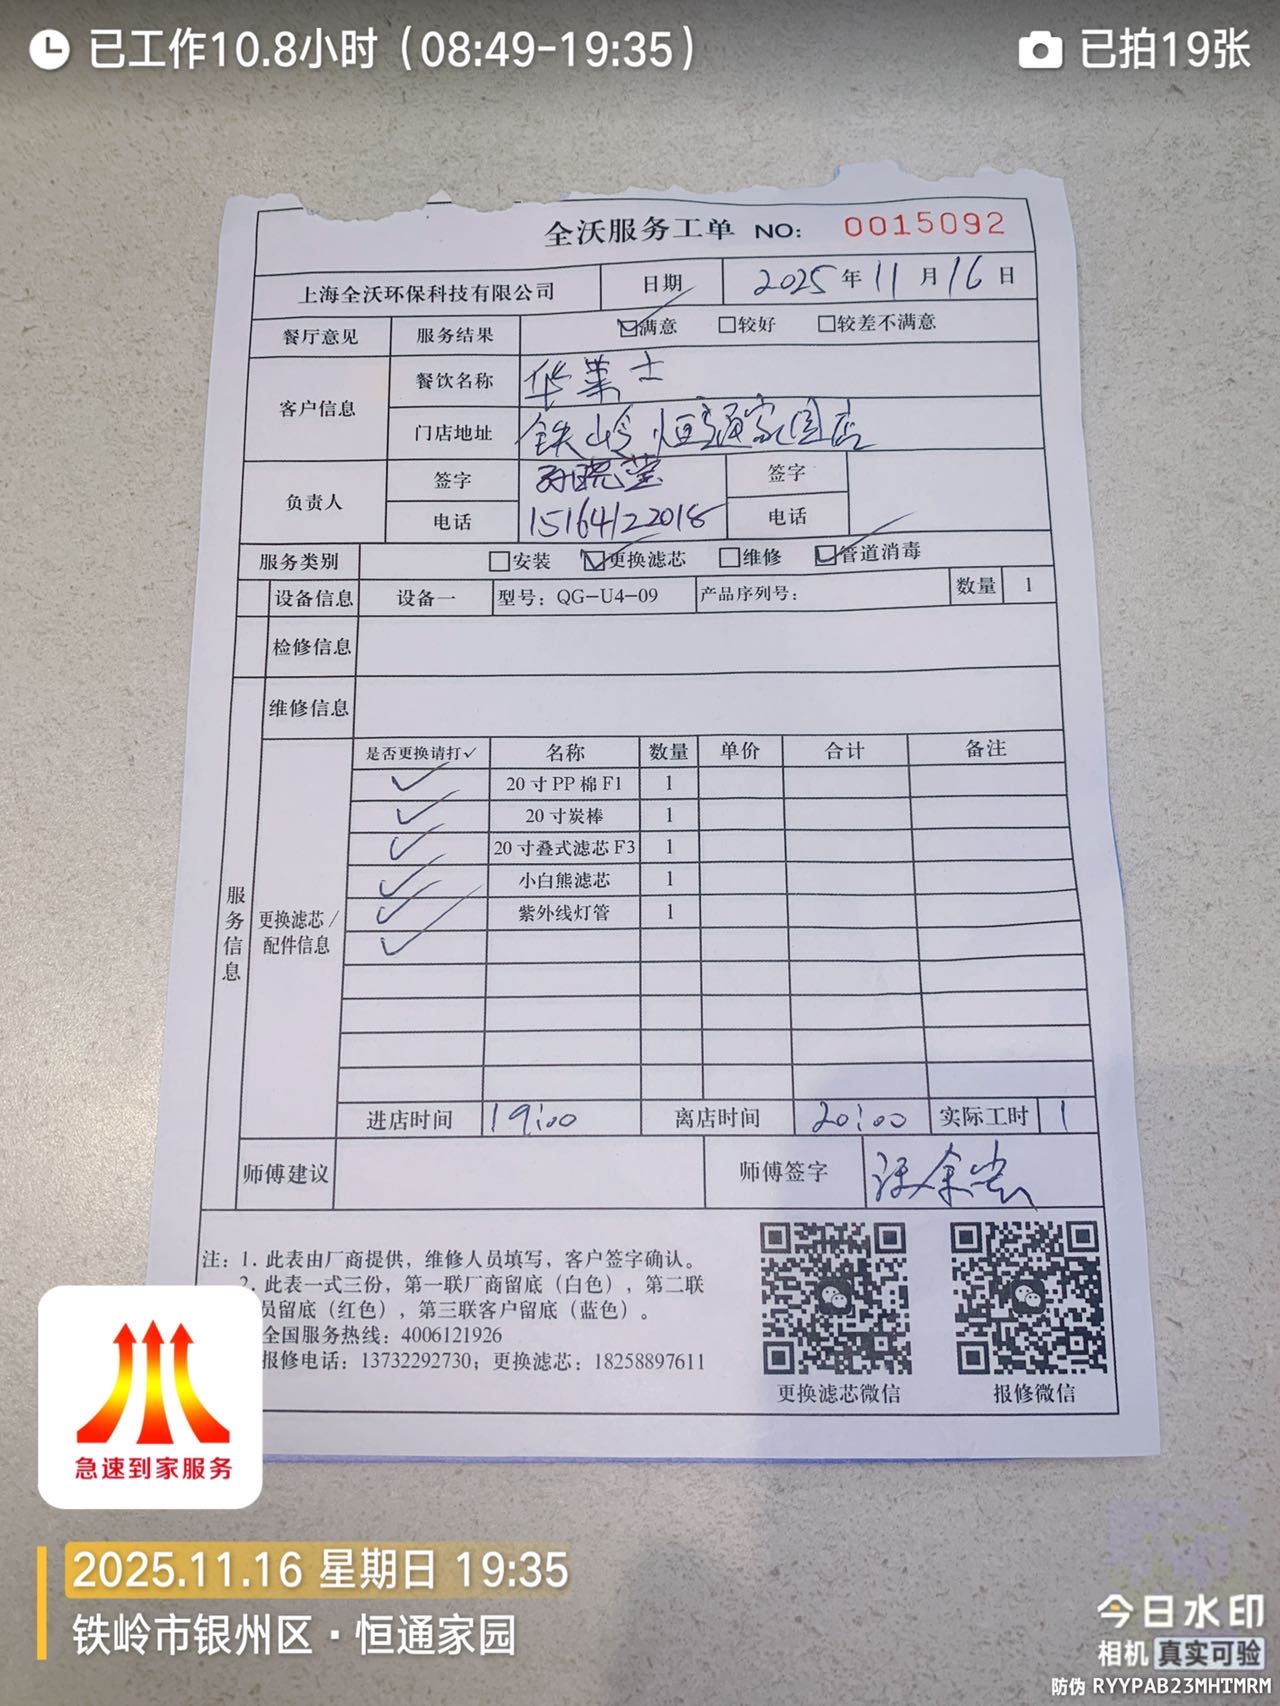 已工作10.8小时（08:49-19:35） 已拍19张
全沃服务工单 NO: 0015092
上海全沃环保科技有限公司 日期 2025年11月16日
餐厅意见 服务结果 ☑满意 □较好 □较差不满意
客户信息 餐饮名称 华莱士
门店地址 铁岭恒通家园店
负责人 签字 孙晓莹 签字
电话 15164122018 电话
服务类别 □安装 ☑更换滤芯 □维修 ☑管道消毒
设备信息 设备一 型号：QG-U4-09 产品序列号： 数量 1
检修信息
维修信息
服务信息
更换滤芯/配件信息
是否更换请打✓ 名称 数量 单价 合计 备注
✓ 20寸PP棉F1 1
✓ 20寸炭棒 1
✓ 20寸叠式滤芯F3 1
✓ 小白熊滤芯 1
✓ 紫外线灯管 1
✓
进店时间 19:00 离店时间 20:00 实际工时 1
师傅建议 师傅签字
注：1. 此表由厂商提供，维修人员填写，客户签字确认。
2. 此表一式三份，第一联厂商留底（白色），第二联
员留底（红色），第三联客户留底（蓝色）。
全国服务热线：4006121926
报修电话：13732292730；更换滤芯：18258897611
更换滤芯微信 报修微信
急速到家服务
2025.11.16 星期日 19:35
铁岭市银州区·恒通家园
今日水印
相机 真实可验
防伪 RYYPAB23MHTMRM